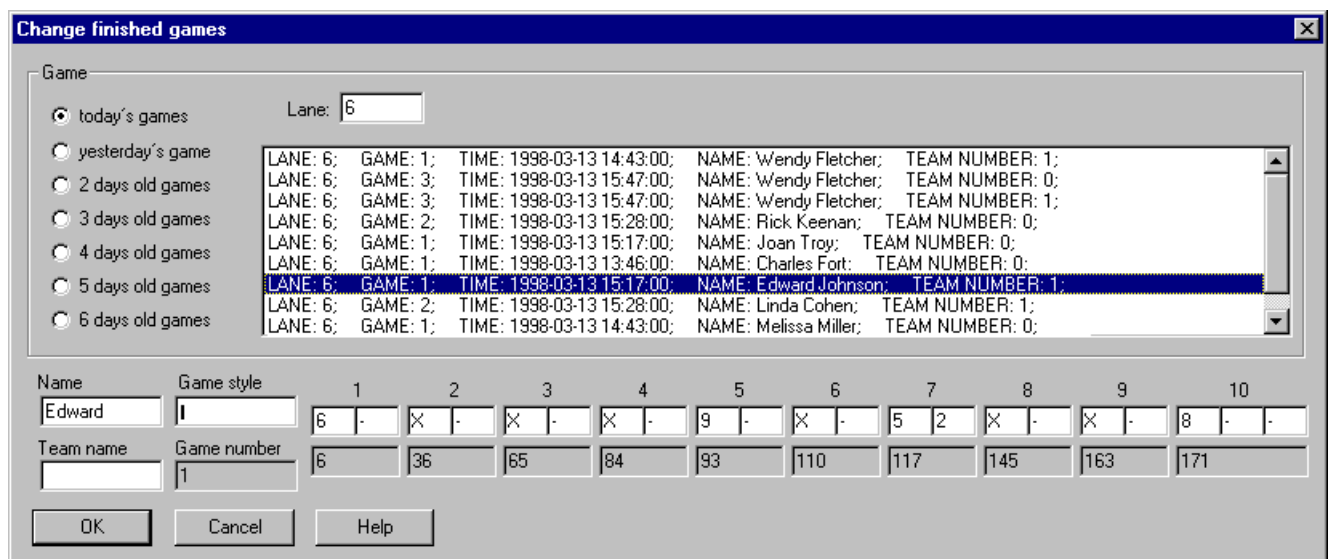 Change finished games
Game
today´s games
Lane: 6
yesterday´s game
2 days old games
3 days old games
4 days old games
5 days old games
6 days old games
LANE: 6; GAME: 1; TIME: 1998-03-13 14:43:00; NAME: Wendy Fletcher; TEAM NUMBER: 1;
LANE: 6; GAME: 3; TIME: 1998-03-13 15:47:00; NAME: Wendy Fletcher; TEAM NUMBER: 0;
LANE: 6; GAME: 3; TIME: 1998-03-13 15:47:00; NAME: Wendy Fletcher; TEAM NUMBER: 1;
LANE: 6; GAME: 2; TIME: 1998-03-13 15:28:00; NAME: Rick Keenan; TEAM NUMBER: 0;
LANE: 6; GAME: 1; TIME: 1998-03-13 15:17:00; NAME: Joan Troy; TEAM NUMBER: 0;
LANE: 6; GAME: 1; TIME: 1998-03-13 13:46:00; NAME: Charles Fort; TEAM NUMBER: 0;
LANE: 6; GAME: 1; TIME: 1998-03-13 15:17:00; NAME: Edward Johnson; TEAM NUMBER: 1;
LANE: 6; GAME: 2; TIME: 1998-03-13 15:28:00; NAME: Linda Cohen; TEAM NUMBER: 1;
LANE: 6; GAME: 1; TIME: 1998-03-13 14:43:00; NAME: Melissa Miller; TEAM NUMBER: 0;
Name Game style 1 2 3 4 5 6 7 8 9 10
Edward 6 - X - X - X - 9 - X - 5 2 X - X - 8 - -
Team name Game number
1 6 36 65 84 93 110 117 145 163 171
OK Cancel Help